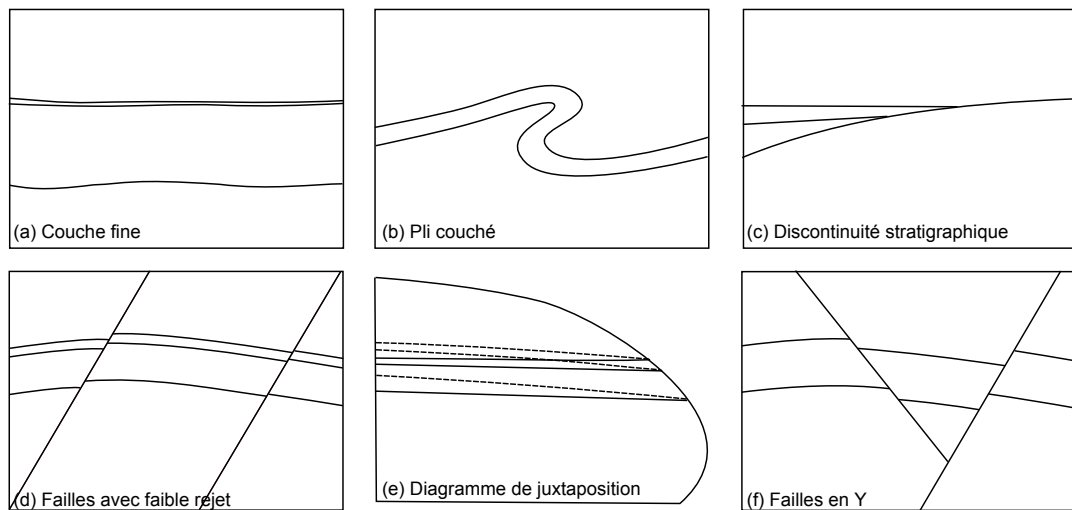 (a) Couche fine
(b) Pli couché
(c) Discontinuité stratigraphique
(d) Failles avec faible rejet
(e) Diagramme de juxtaposition
(f) Failles en Y